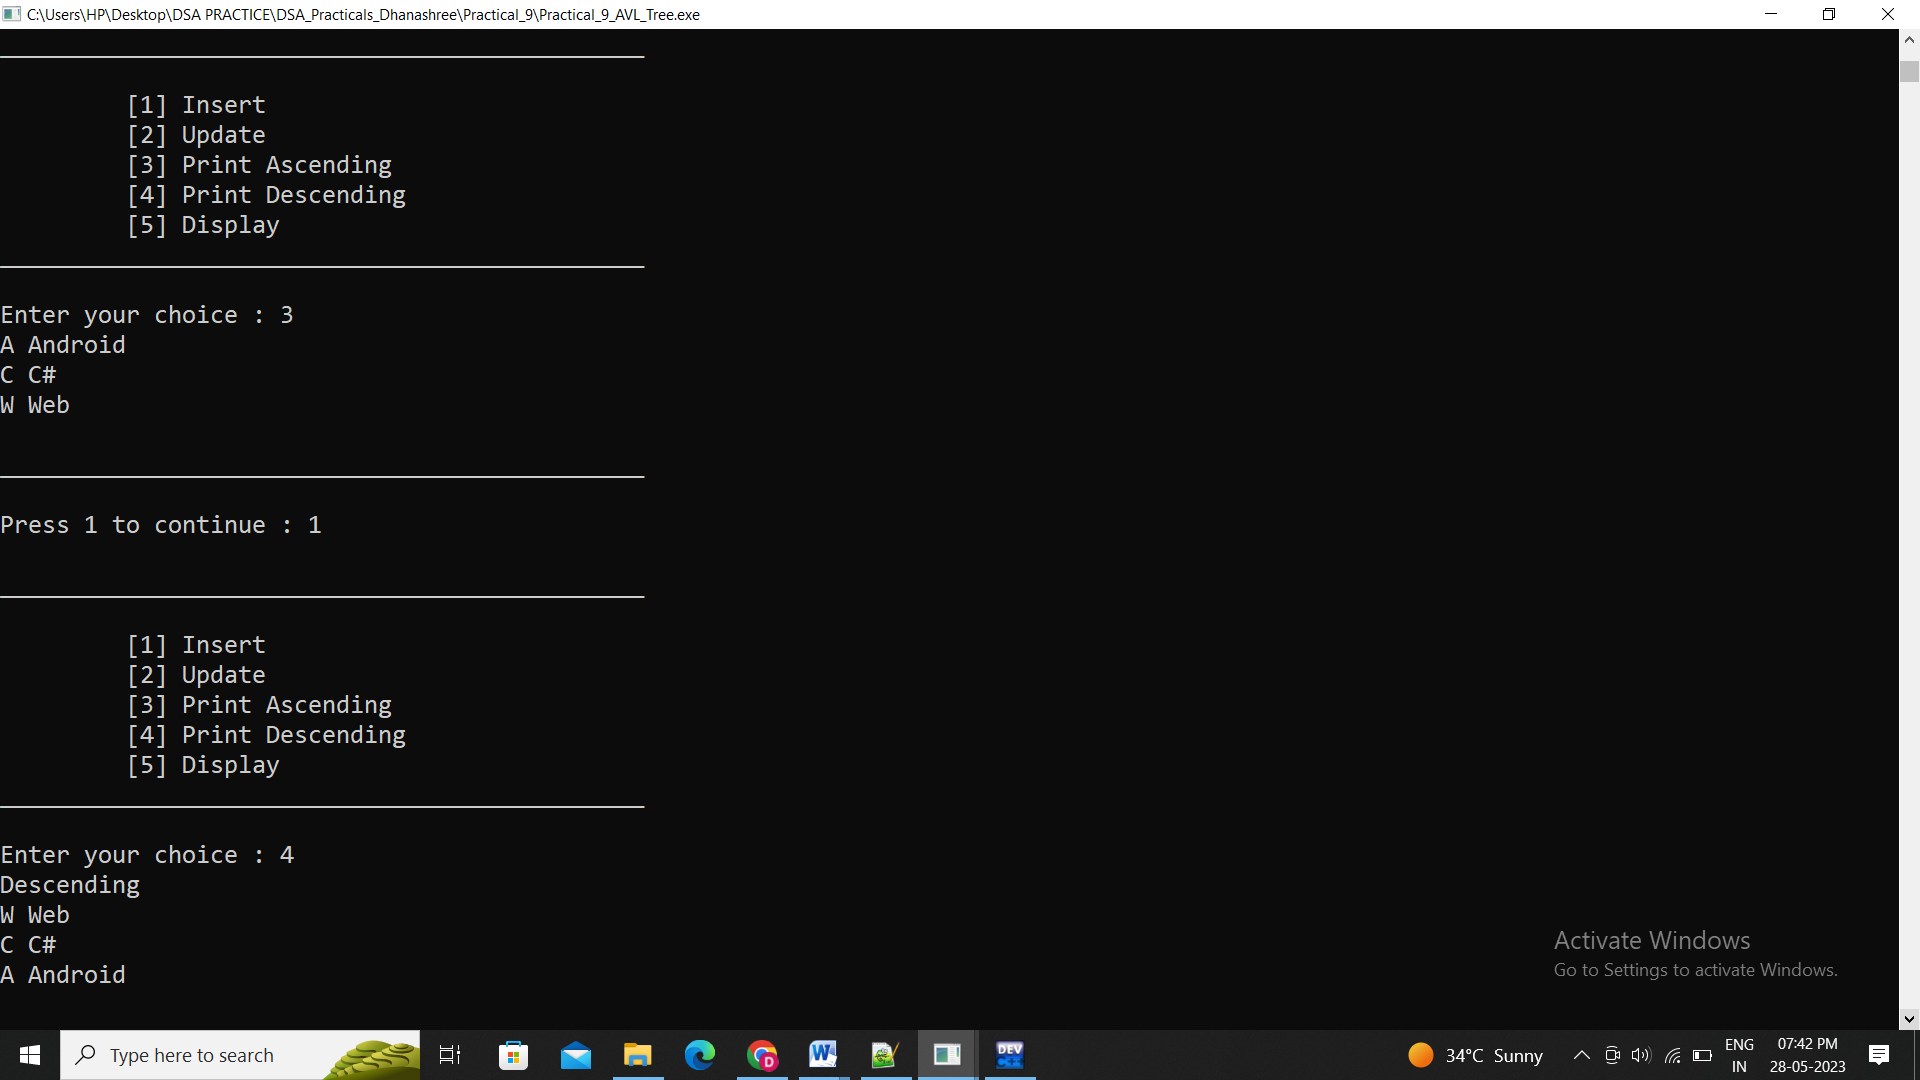 C:\Users\HP\Desktop\DSA PRACTICE\DSA_Practicals_Dhanashree\Practical_9\Practical_9_AVL_Tree.exe
[1] Insert
[2] Update
[3] Print Ascending
[4] Print Descending
[5] Display
Enter your choice : 3
A Android
C C#
W Web
Press 1 to continue : 1
[1] Insert
[2] Update
[3] Print Ascending
[4] Print Descending
[5] Display
Enter your choice : 4
Descending
W Web
C C#
A Android
Activate Windows
Go to Settings to activate Windows.
Type here to search
D
W
DEV
C++
34°C Sunny
ENG
IN
07:42 PM
28-05-2023